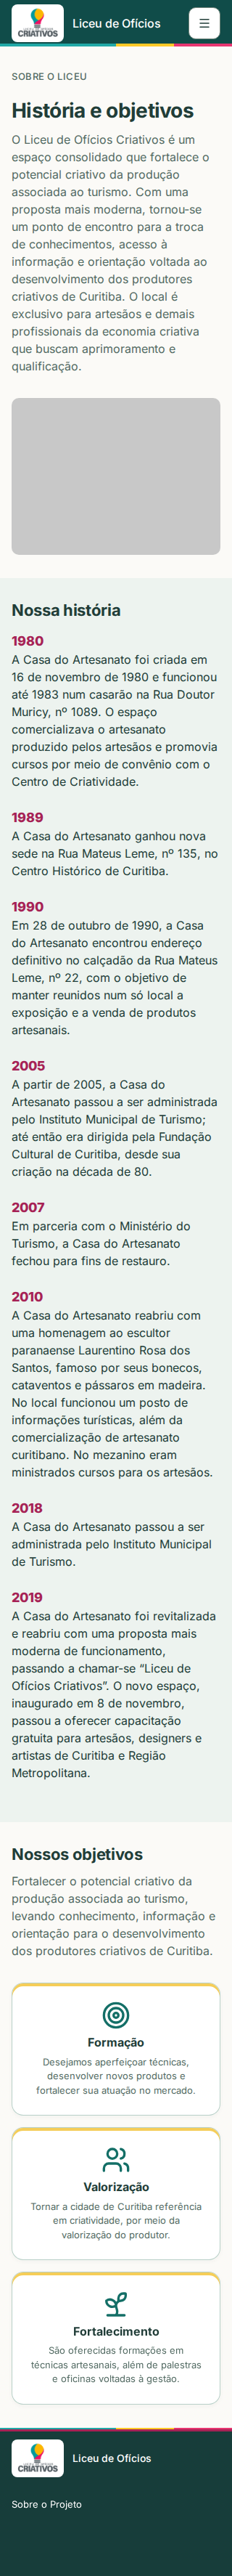 CRIATIVOS
Liceu de Ofícios
SOBRE O LICEU
História e objetivos
O Liceu de Ofícios Criativos é um
espaço consolidado que fortalece o
potencial criativo da produção
associada ao turismo. Com uma
proposta mais moderna, tornou-se
um ponto de encontro para a troca
de conhecimentos, acesso à
informação e orientação voltada ao
desenvolvimento dos produtores
criativos de Curitiba. O local é
exclusivo para artesãos e demais
profissionais da economia criativa
que buscam aprimoramento e
qualificação.
Nossa história
1980
A Casa do Artesanato foi criada em
16 de novembro de 1980 e funcionou
até 1983 num casarão na Rua Doutor
Muricy, nº 1089. O espaço
comercializava o artesanato
produzido pelos artesãos e promovia
cursos por meio de convênio com o
Centro de Criatividade.
1989
A Casa do Artesanato ganhou nova
sede na Rua Mateus Leme, nº 135, no
Centro Histórico de Curitiba.
1990
Em 28 de outubro de 1990, a Casa
do Artesanato encontrou endereço
definitivo no calçadão da Rua Mateus
Leme, nº 22, com o objetivo de
manter reunidos num só local a
exposição e a venda de produtos
artesanais.
2005
A partir de 2005, a Casa do
Artesanato passou a ser administrada
pelo Instituto Municipal de Turismo;
até então era dirigida pela Fundação
Cultural de Curitiba, desde sua
criação na década de 80.
2007
Em parceria com o Ministério do
Turismo, a Casa do Artesanato
fechou para fins de restauro.
2010
A Casa do Artesanato reabriu com
uma homenagem ao escultor
paranaense Laurentino Rosa dos
Santos, famoso por seus bonecos,
cataventos e pássaros em madeira.
No local funcionou um posto de
informações turísticas, além da
comercialização de artesanato
curitibano. No mezanino eram
ministrados cursos para os artesãos.
2018
A Casa do Artesanato passou a ser
administrada pelo Instituto Municipal
de Turismo.
2019
A Casa do Artesanato foi revitalizada
e reabriu com uma proposta mais
moderna de funcionamento,
passando a chamar-se “Liceu de
Ofícios Criativos”. O novo espaço,
inaugurado em 8 de novembro,
passou a oferecer capacitação
gratuita para artesãos, designers e
artistas de Curitiba e Região
Metropolitana.
Nossos objetivos
Fortalecer o potencial criativo da
produção associada ao turismo,
levando conhecimento, informação e
orientação para o desenvolvimento
dos produtores criativos de Curitiba.
Formação
Desejamos aperfeiçoar técnicas,
desenvolver novos produtos e
fortalecer sua atuação no mercado.
Valorização
Tornar a cidade de Curitiba referência
em criatividade, por meio da
valorização do produtor.
Fortalecimento
São oferecidas formações em
técnicas artesanais, além de palestras
e oficinas voltadas à gestão.
CRIATIVOS
Liceu de Ofícios
Sobre o Projeto